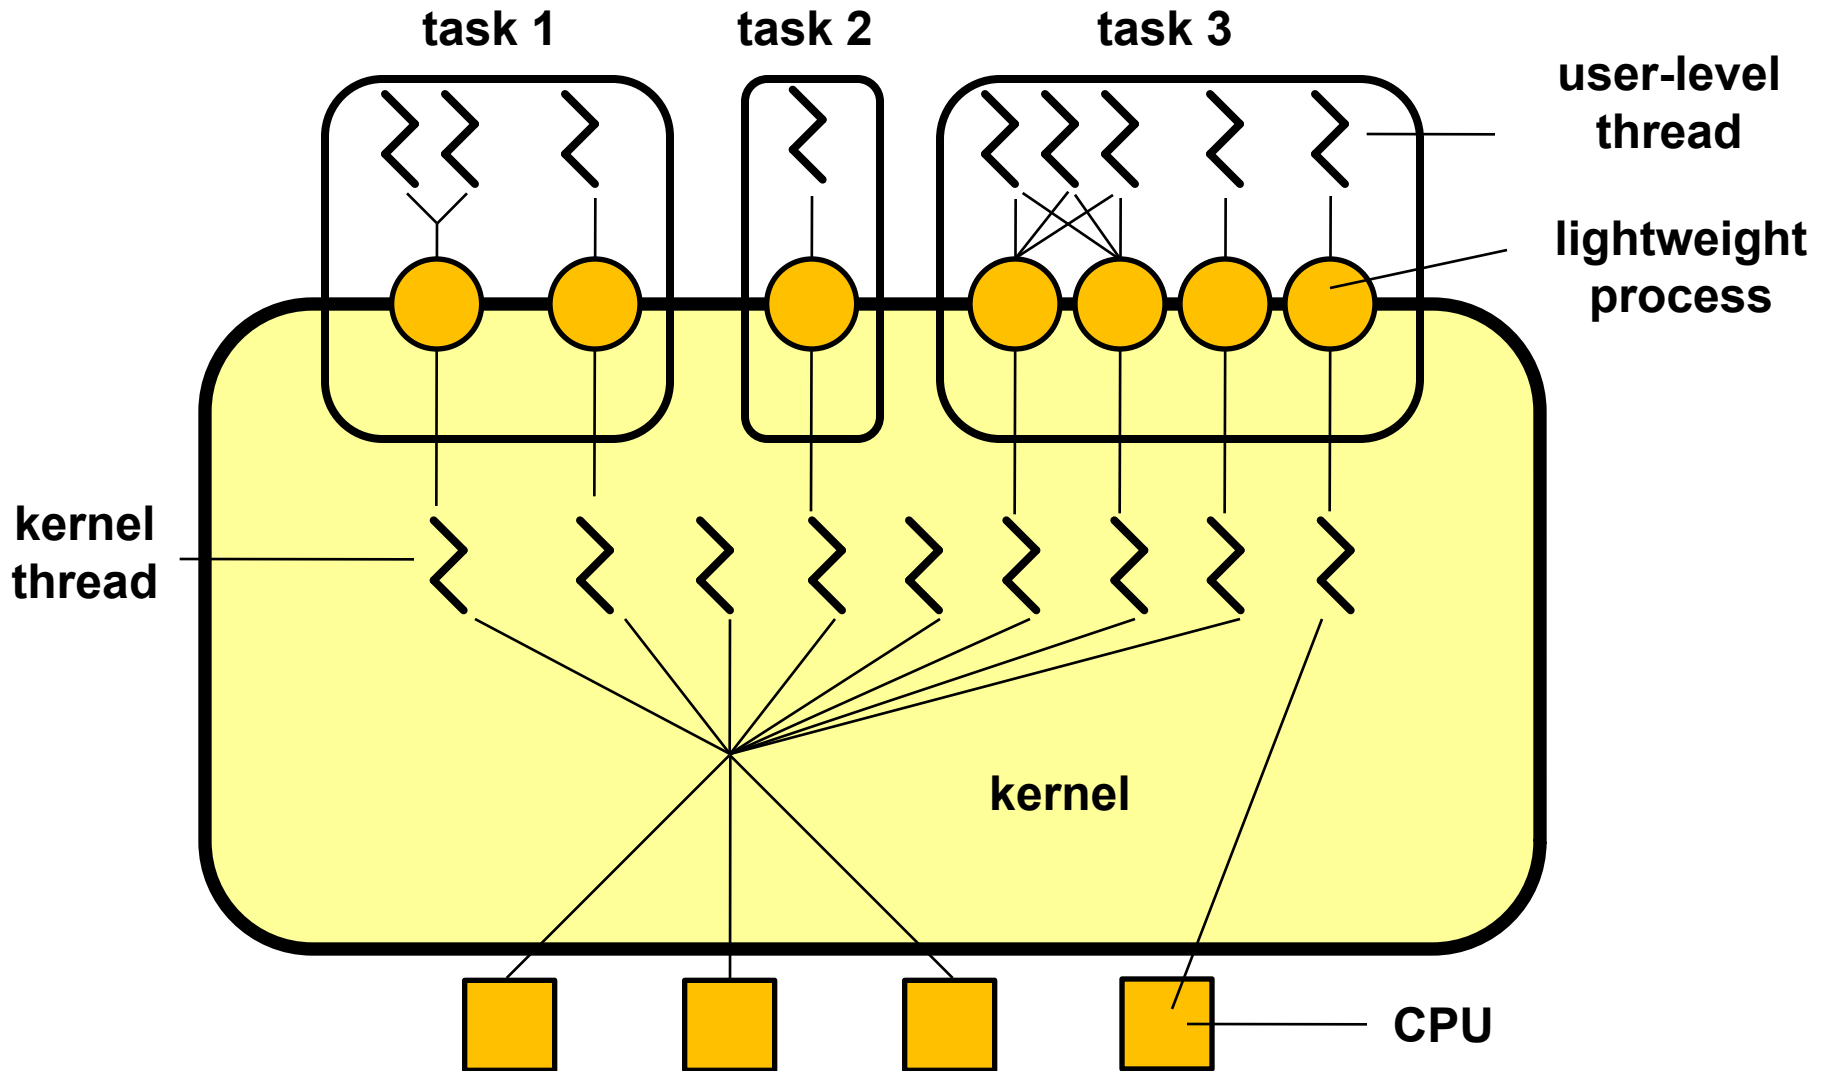 task 1
task 2
task 3
user-level
thread
lightweight
process
kernel
thread
kernel
CPU